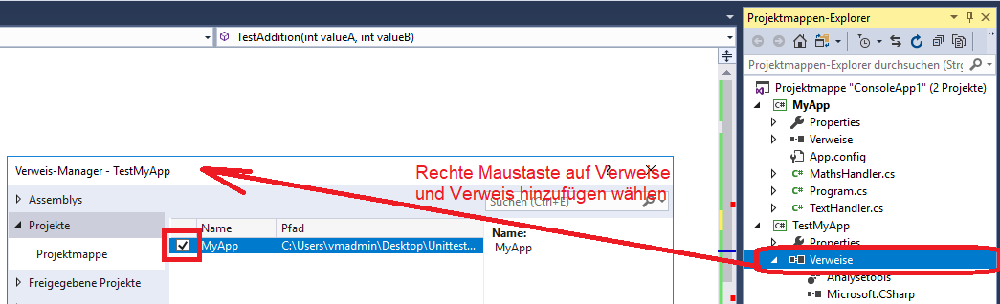 Projektmappen-Explorer
TestAddition(int valueA, int valueB)
Projektmappen-Explorer durchsuchen (Strg
Projektmappe "ConsoleApp1" (2 Projekte)
C# MyApp
Properties
Verweise
App.config
C# MathsHandler.cs
C# Program.cs
C# TextHandler.cs
C# TestMyApp
Properties
Verweise
Analysetools
Microsoft.CSharp
Verweis-Manager - TestMyApp
?
Rechte Maustaste auf Verweise
und Verweis hinzufügen wählen
Suchen (Ctrl+E)
Assemblys
Projekte
Projektmappe
Freigegebene Projekte
Name Pfad
MyApp C:\Users\vmadmin\Desktop\Unittest...
Name:
MyApp